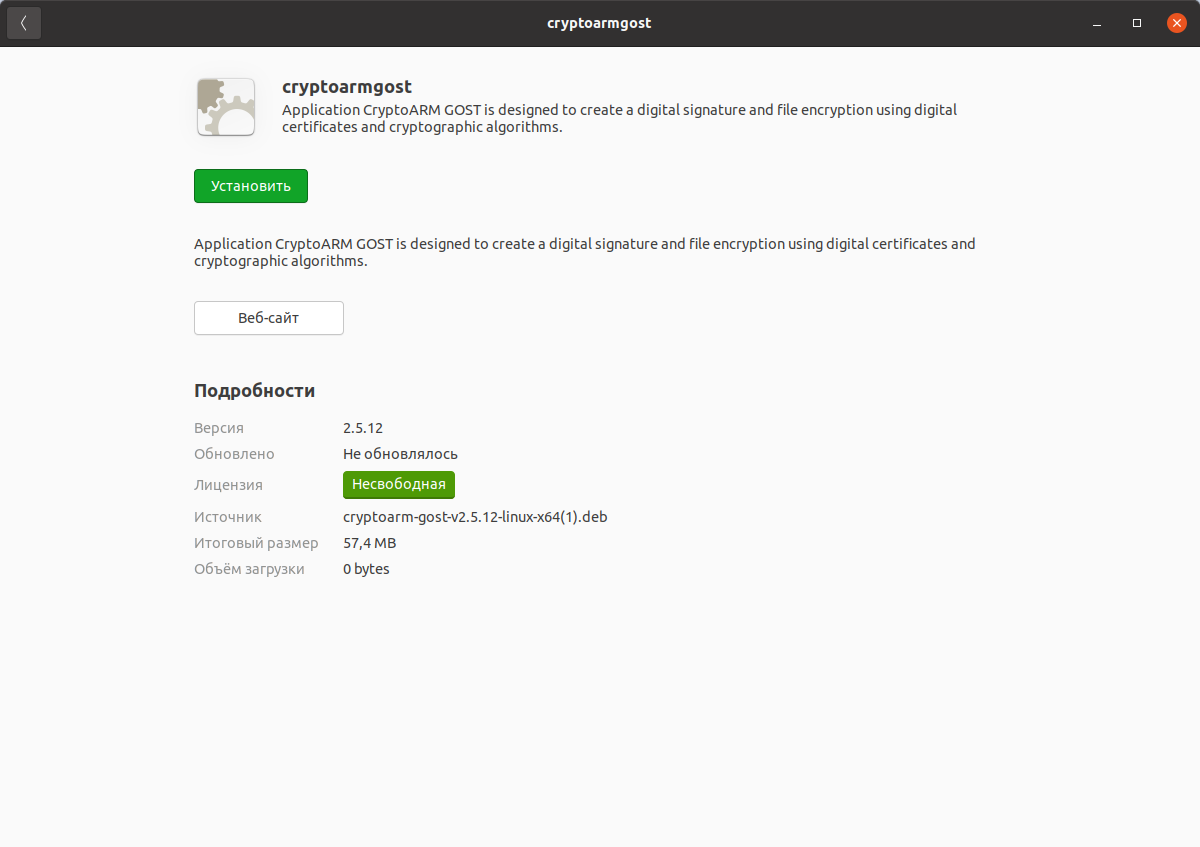 cryptoarmgost
cryptoarmgost
Application CryptoARM GOST is designed to create a digital signature and file encryption using digital
certificates and cryptographic algorithms.
Установить
Application CryptoARM GOST is designed to create a digital signature and file encryption using digital certificates and
cryptographic algorithms.
Веб-сайт
Подробности
Версия 2.5.12
Обновлено Не обновлялось
Лицензия Несвободная
Источник cryptoarm-gost-v2.5.12-linux-x64(1).deb
Итоговый размер 57,4 MB
Объём загрузки 0 bytes